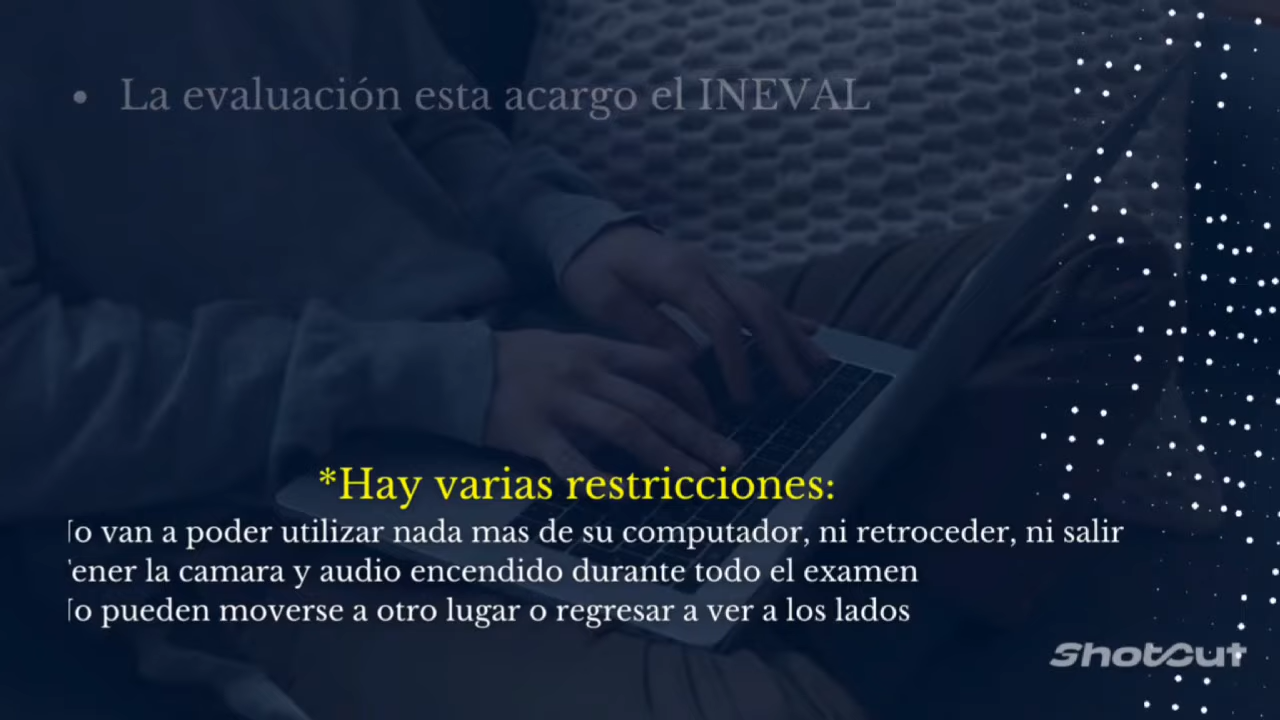 • La evaluación esta acargo el INEVAL
*Hay varias restricciones:
o van a poder utilizar nada mas de su computador, ni retroceder, ni salir
ener la camara y audio encendido durante todo el examen
o pueden moverse a otro lugar o regresar a ver a los lados
ShotCut